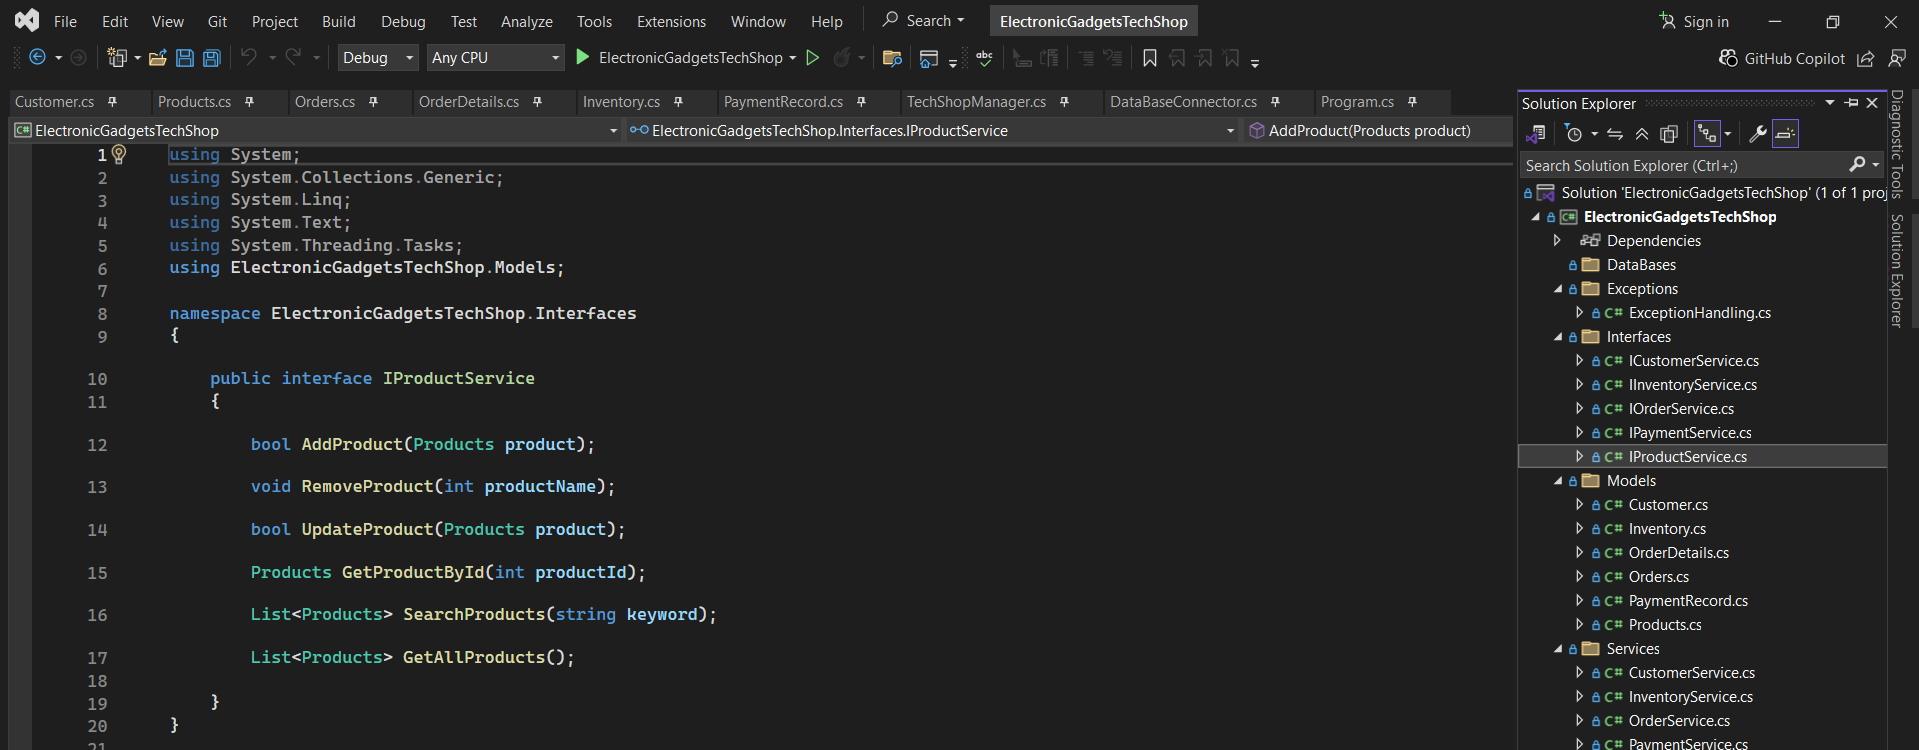 File Edit View Git Project Build Debug Test Analyze Tools Extensions Window Help Search ElectronicGadgetsTechShop Sign in
Debug Any CPU ElectronicGadgetsTechShop abc GitHub Copilot
Customer.cs Products.cs Orders.cs OrderDetails.cs Inventory.cs PaymentRecord.cs TechShopManager.cs DataBaseConnector.cs Program.cs
C# ElectronicGadgetsTechShop ElectronicGadgetsTechShop.Interfaces.IProductService AddProduct(Products product)
1 using System;
2 using System.Collections.Generic;
3 using System.Linq;
4 using System.Text;
5 using System.Threading.Tasks;
6 using ElectronicGadgetsTechShop.Models;
7
8 namespace ElectronicGadgetsTechShop.Interfaces
9 {
10 public interface IProductService
11 {
12 bool AddProduct(Products product);
13 void RemoveProduct(int productName);
14 bool UpdateProduct(Products product);
15 Products GetProductById(int productId);
16 List<Products> SearchProducts(string keyword);
17 List<Products> GetAllProducts();
18
19 }
20 }
21
Solution Explorer
Search Solution Explorer (Ctrl+;)
Solution 'ElectronicGadgetsTechShop' (1 of 1 proj
C# ElectronicGadgetsTechShop
Dependencies
DataBases
Exceptions
C# ExceptionHandling.cs
Interfaces
C# ICustomerService.cs
C# IInventoryService.cs
C# IOrderService.cs
C# IPaymentService.cs
C# IProductService.cs
Models
C# Customer.cs
C# Inventory.cs
C# OrderDetails.cs
C# Orders.cs
C# PaymentRecord.cs
C# Products.cs
Services
C# CustomerService.cs
C# InventoryService.cs
C# OrderService.cs
C# PaymentService.cs
Diagnostic Tools
Solution Explorer